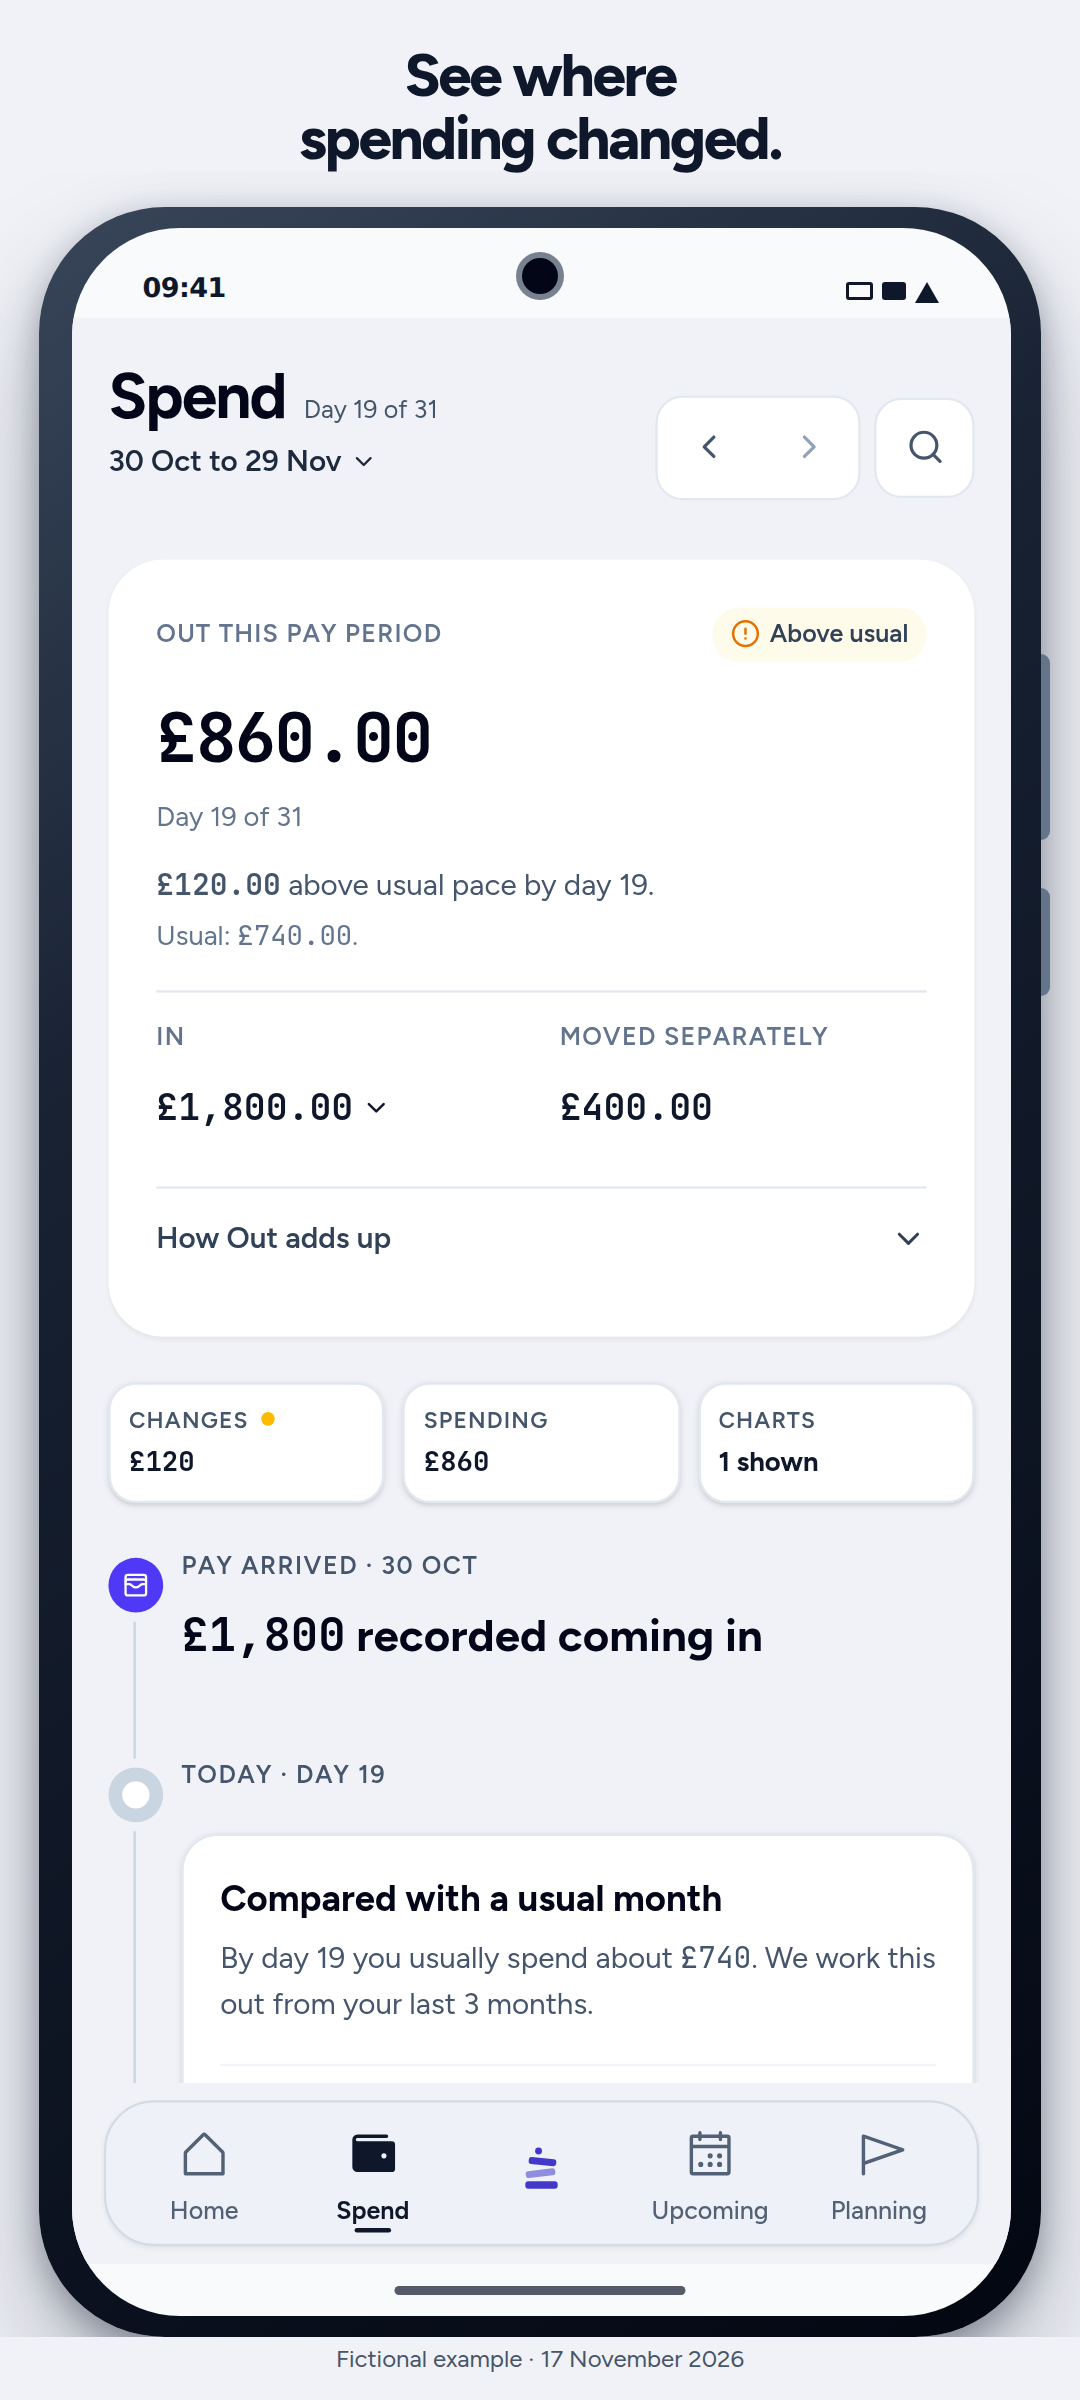 See where
spending changed.
09:41
Spend Day 19 of 31
30 Oct to 29 Nov
OUT THIS PAY PERIOD
Above usual
£860.00
Day 19 of 31
£120.00 above usual pace by day 19.
Usual: £740.00.
IN
MOVED SEPARATELY
£1,800.00
£400.00
How Out adds up
CHANGES
£120
SPENDING
£860
CHARTS
1 shown
PAY ARRIVED · 30 OCT
£1,800 recorded coming in
TODAY · DAY 19
Compared with a usual month
By day 19 you usually spend about £740. We work this
out from your last 3 months.
Home
Spend
Upcoming
Planning
Fictional example · 17 November 2026